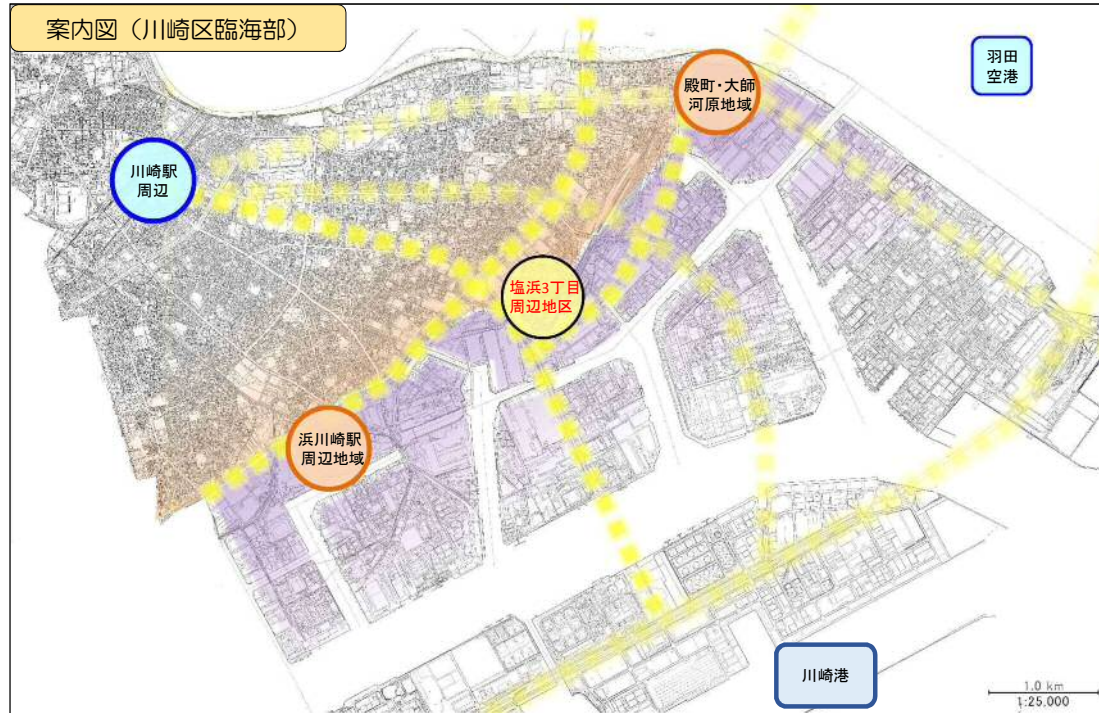 案内図（川崎区臨海部）
羽田
空港
殿町・大師
河原地域
川崎駅
周辺
塩浜3丁目
周辺地区
浜川崎駅
周辺地域
川崎港
1.0 km
1:25,000